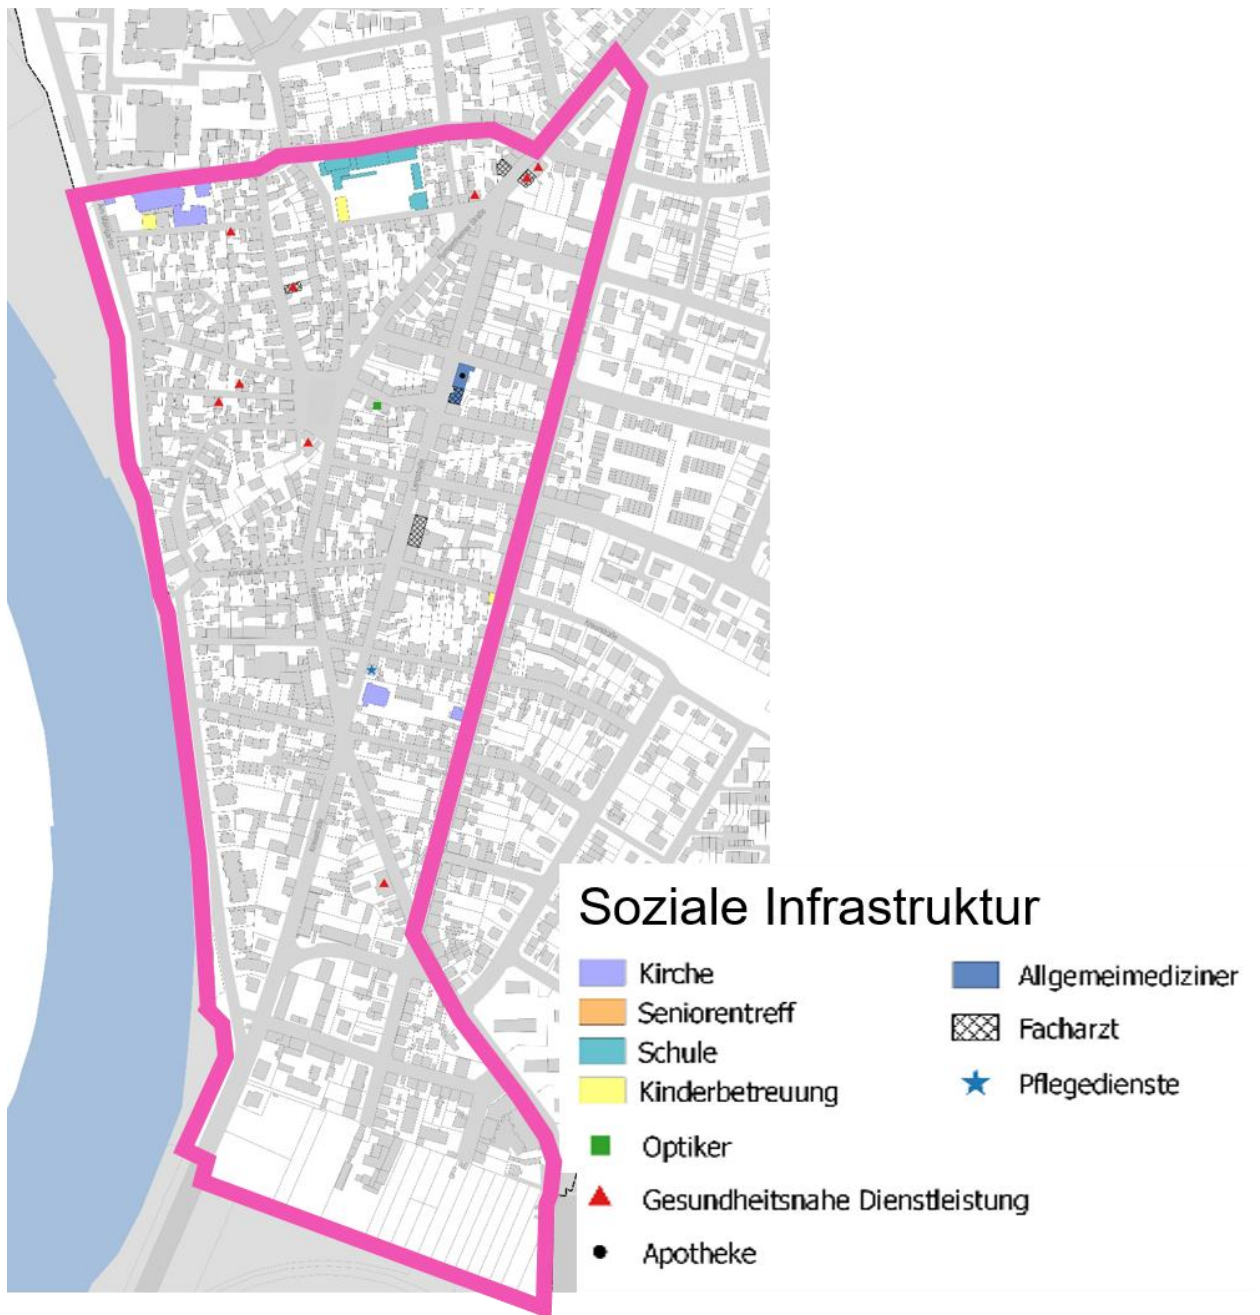 Soziale Infrastruktur
Kirche
Seniorentreff
Schule
Kinderbetreuung
Optiker
Gesundheitsnahe Dienstleistung
Apotheke
Allgemeimediziner
Facharzt
Pflegedienste